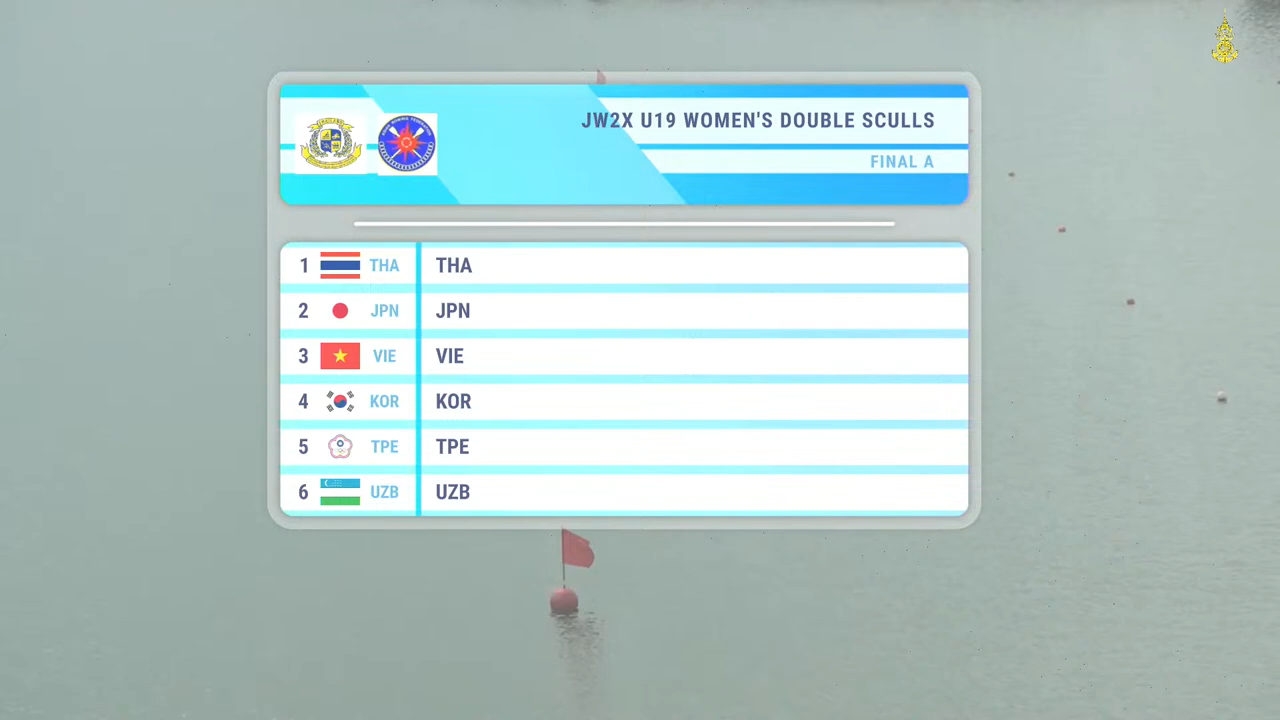 JW2X U19 WOMEN'S DOUBLE SCULLS
FINAL A
1 THA THA
2 JPN JPN
3 VIE VIE
4 KOR KOR
5 TPE TPE
6 UZB UZB